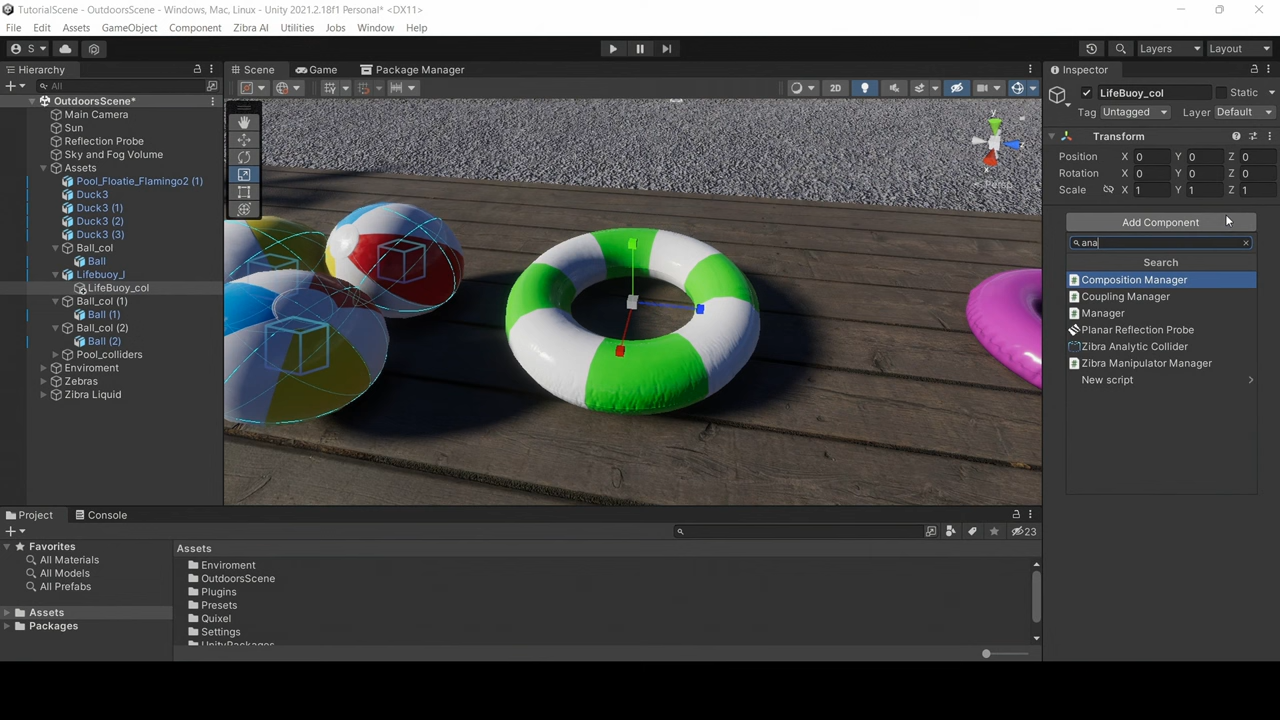 TutorialScene - OutdoorsScene - Windows, Mac, Linux - Unity 2021.2.18f1 Personal* <DX11>
File Edit Assets GameObject Component Zibra AI Utilities Jobs Window Help
S Layers Layout
Hierarchy
All
OutdoorsScene*
Main Camera
Sun
Reflection Probe
Sky and Fog Volume
Assets
Pool_Floatie_Flamingo2 (1)
Duck3
Duck3 (1)
Duck3 (2)
Duck3 (3)
Ball_col
Ball
Lifebuoy_l
LifeBuoy_col
Ball_col (1)
Ball (1)
Ball_col (2)
Ball (2)
Pool_colliders
Enviroment
Zebras
Zibra Liquid
Scene Game Package Manager
2D
y
z
x
Persp
Inspector
LifeBuoy_col Static
Tag Untagged Layer Default
Transform
Position X 0 Y 0 Z 0
Rotation X 0 Y 0 Z 0
Scale X 1 Y 1 Z 1
Add Component
ana
Search
Composition Manager
Coupling Manager
Manager
Planar Reflection Probe
Zibra Analytic Collider
Zibra Manipulator Manager
New script
Project Console
23
Favorites
All Materials
All Models
All Prefabs
Assets
Packages
Assets
Enviroment
OutdoorsScene
Plugins
Presets
Quixel
Settings
UnityPackages